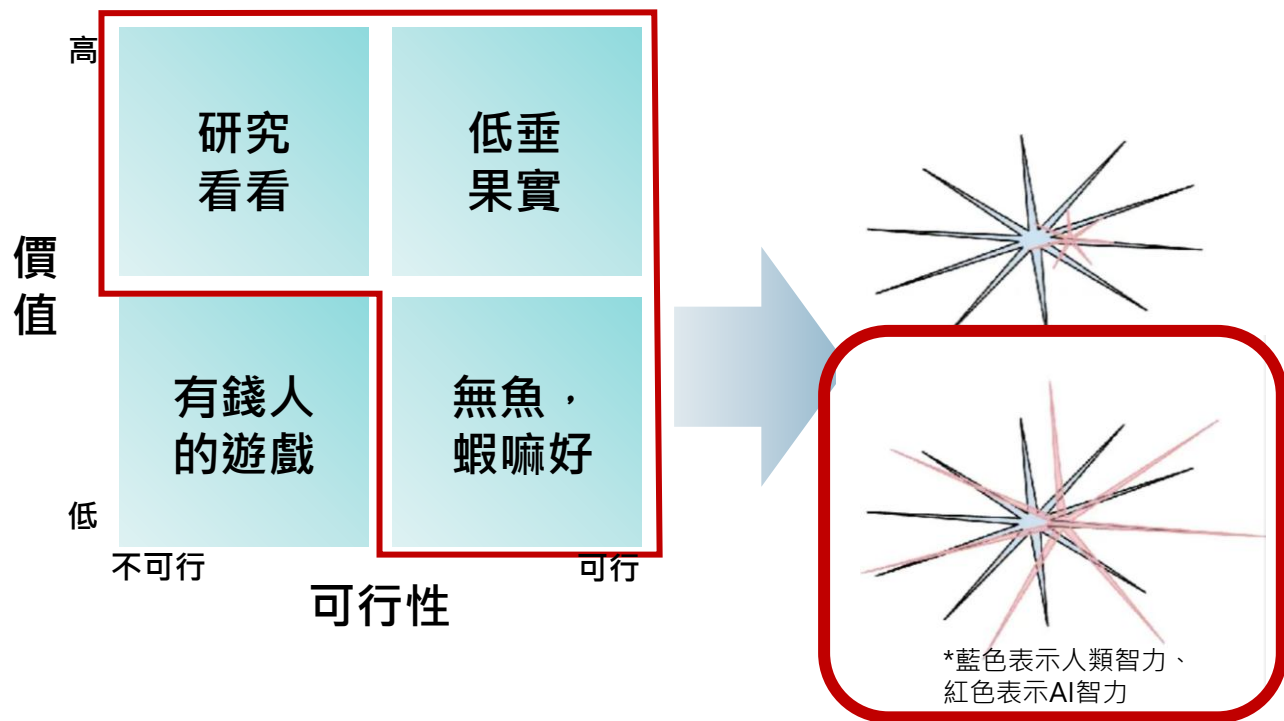 高
研究
看看
低垂
果實
價
值
有錢人
的遊戲
無魚，
蝦嘛好
低
不可行
可行
可行性
*藍色表示人類智力、
紅色表示AI智力